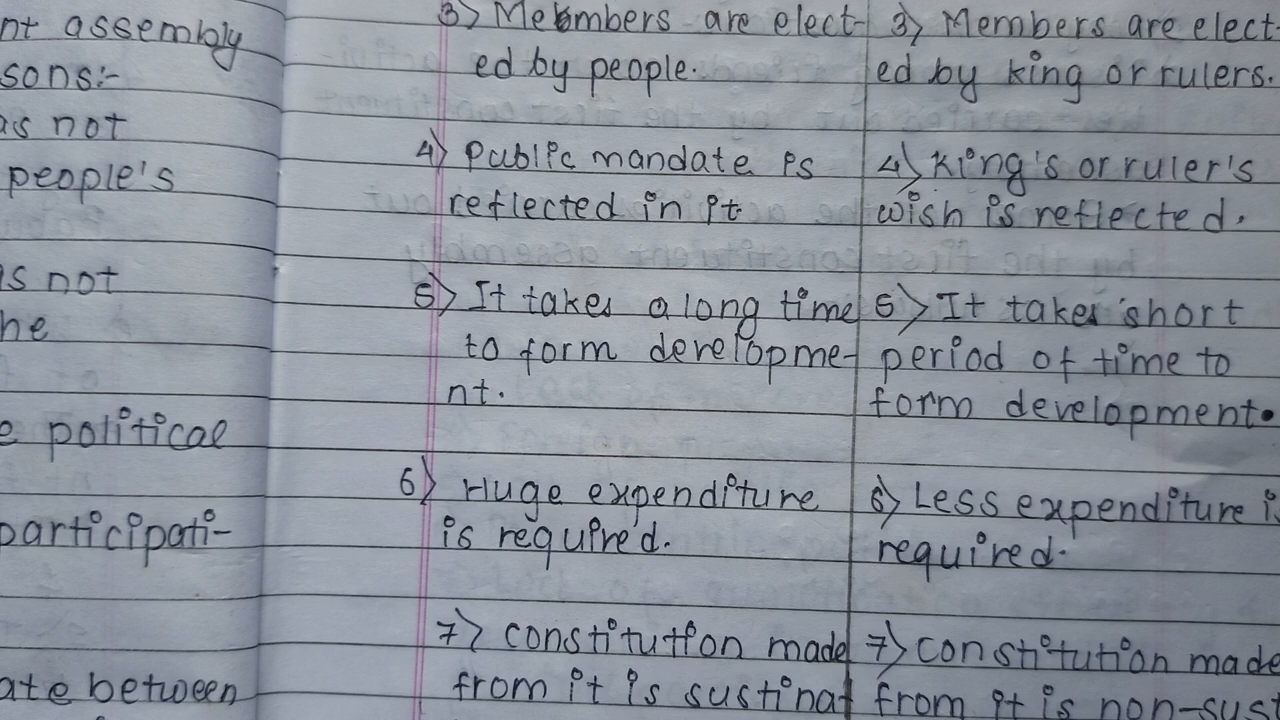 nt assembly
sons:-
as not
people's
is not
he
e political
participati-
ate between
3) Meembers are elect-
ed by people.
4) Public mandate is
reflected in it.
5) It takes a long time
to form developme-
nt.
6) Huge expenditure
is required.
7) Constitution made
from it is sustinat
3) Members are elect-
ed by king or rulers.
4) King's or ruler's
wish is reflected.
5) It takes short
period of time to
form development.
6) Less expenditure is
required.
7) Constitution made
from it is non-sust